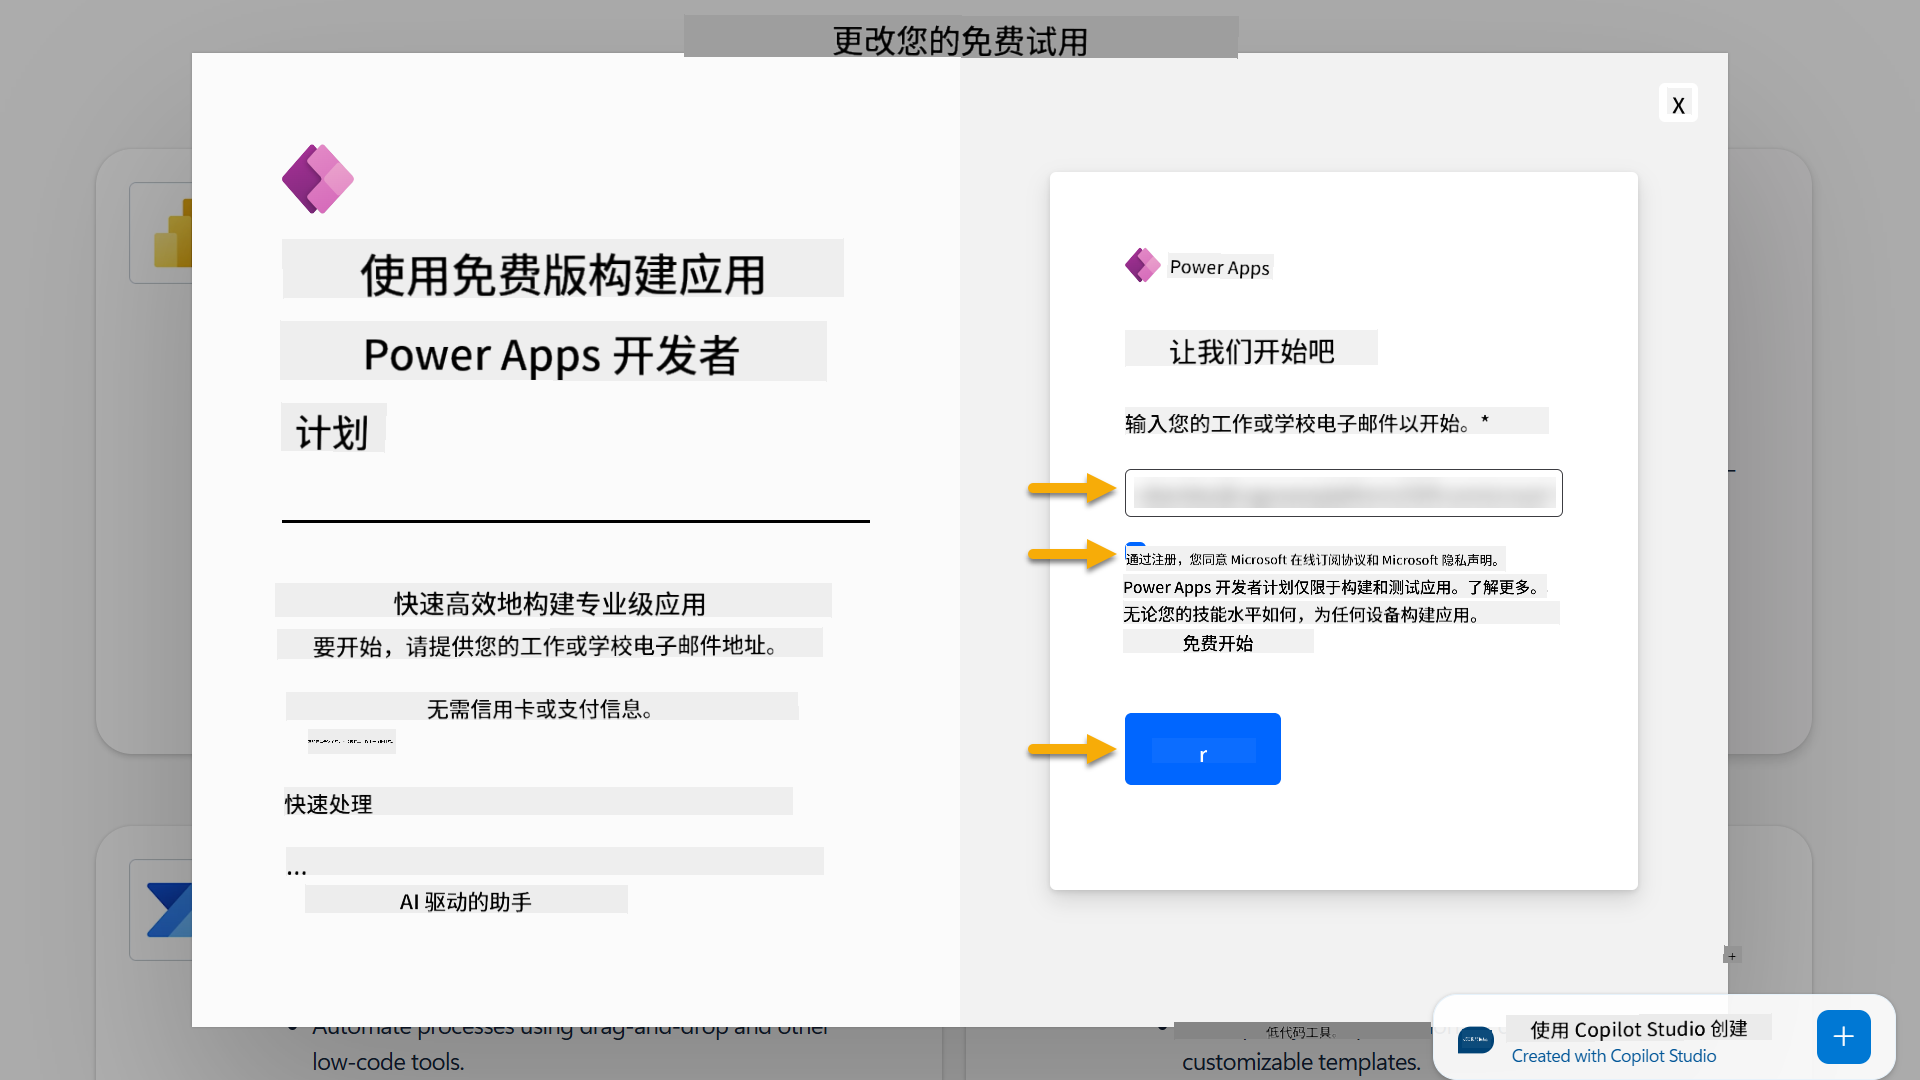 更改您的免费试用
X
使用免费版构建应用
Power Apps 开发者
计划
快速高效地构建专业级应用
要开始，请提供您的工作或学校电子邮件地址。
无需信用卡或支付信息。
快速处理
...
AI 驱动的助手
Power Apps
让我们开始吧
输入您的工作或学校电子邮件以开始。*
通过注册，您同意 Microsoft 在线订阅协议和 Microsoft 隐私声明。
Power Apps 开发者计划仅限于构建和测试应用。了解更多。
无论您的技能水平如何，为任何设备构建应用。
免费开始
r
+
Automate processes using drag-and-drop and other
low-code tools.
低代码工具。
customizable templates.
使用 Copilot Studio 创建
Created with Copilot Studio
+